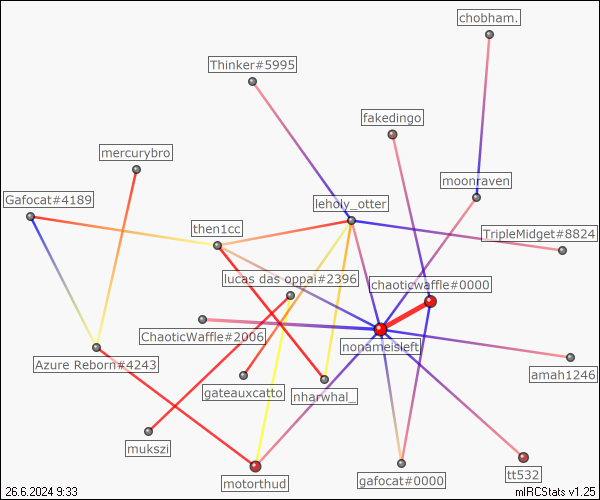 chobham.
Thinker#5995
fakedingo
mercurybro
moonraven
Gafocat#4189
leholy_otter
then1cc
TripleMidget#8824
lucas das oppai#2396
chaoticwaffle#0000
ChaoticWaffle#2006
nonameisleft
Azure Reborn#4243
amah1246
gateauxcatto
nharwhal_
mukszi
motorthud
gafocat#0000
tt532
26.6.2024 9:33
mIRCStats v1.25